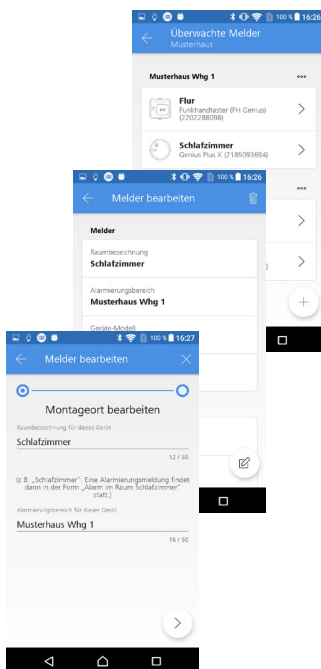 100 % 16:26
Überwachte Melder
Musterhaus
Musterhaus Whg 1
Flur
Funkhandtaster (FH Genius)
(2202288098)
Schlafzimmer
Genius Plus X (2185093694)
)
100 % 16:26
Melder bearbeiten
Melder
Raumbezeichnung
Schlafzimmer
Alarmierungsbereich
Musterhaus Whg 1
Geräte-Modell
100 % 16:27
Melder bearbeiten
Montageort bearbeiten
Raumbezeichnung für dieses Gerät
Schlafzimmer
12 / 50
(z.B. „Schlafzimmer": Eine Alarmierungsmeldung findet
dann in der Form „Alarm im Raum Schlafzimmer"
statt.)
Alarmierungsbereich für dieses Gerät
Musterhaus Whg 1
16 / 50